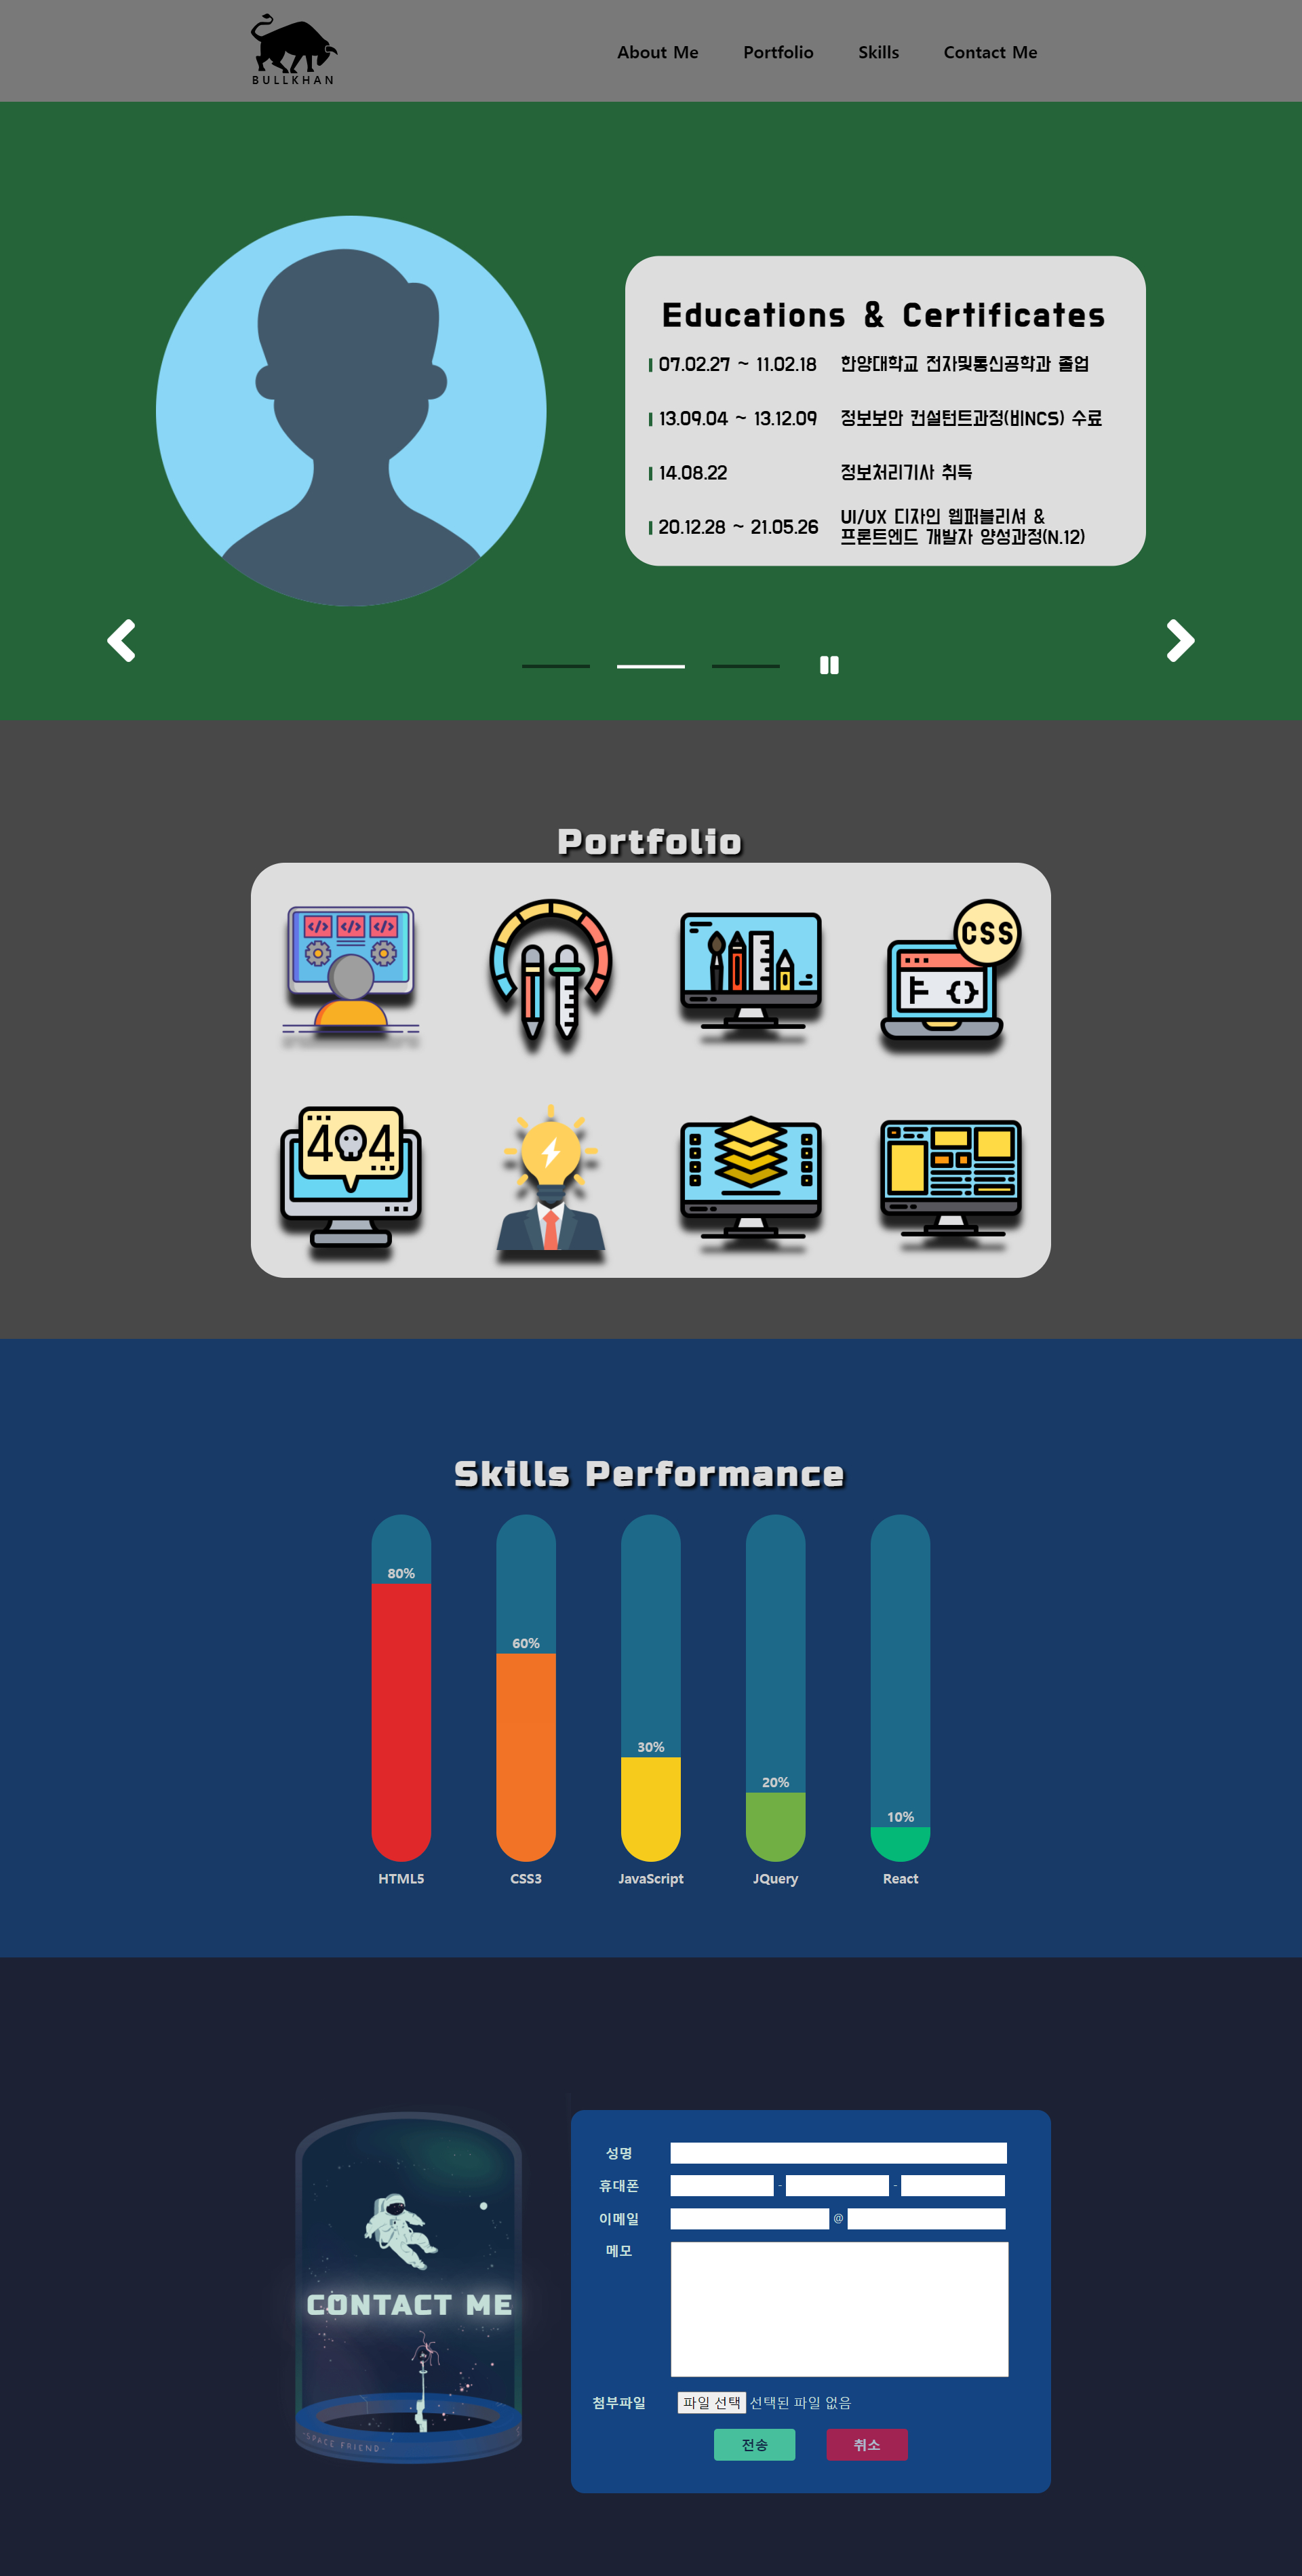 BULLKHAN
About Me
Portfolio
Skills
Contact Me
Educations & Certificates
07.02.27 ~ 11.02.18 한양대학교 전자및통신공학과 졸업
13.09.04 ~ 13.12.09 정보보안 컨설턴트과정(비NCS) 수료
14.08.22 정보처리기사 취득
20.12.28 ~ 21.05.26 UI/UX 디자인 웹퍼블리셔 &
프론트엔드 개발자 양성과정(N.12)
Portfolio
CSS
404
Skills Performance
80%
60%
30%
20%
10%
HTML5
CSS3
JavaScript
JQuery
React
CONTACT ME
-SPACE FRIEND-
성명
휴대폰 - -
이메일 @
메모
첨부파일 파일 선택 선택된 파일 없음
전송
취소